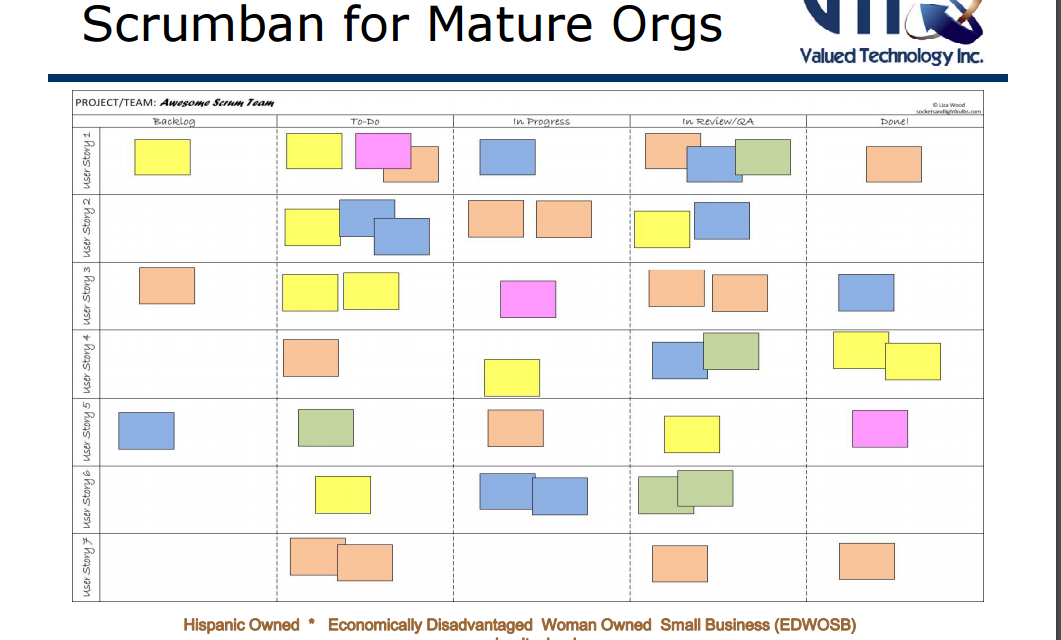 Scrumban for Mature Orgs
Valued Technology Inc.
PROJECT/TEAM: Awesome Scrum Team
© Liza Wood
socketsandlightbulbs.com
Backlog
To-Do
In Progress
In Review/QA
Done!
User Story 1
User Story 2
User Story 3
User Story 4
User Story 5
User Story 6
User Story 7
Hispanic Owned * Economically Disadvantaged Woman Owned Small Business (EDWOSB)